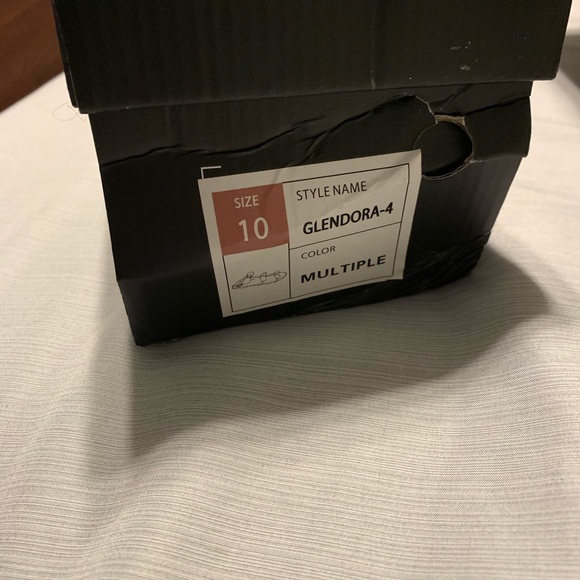 SIZE
10
STYLE NAME
GLENDORA-4
COLOR
MULTIPLE